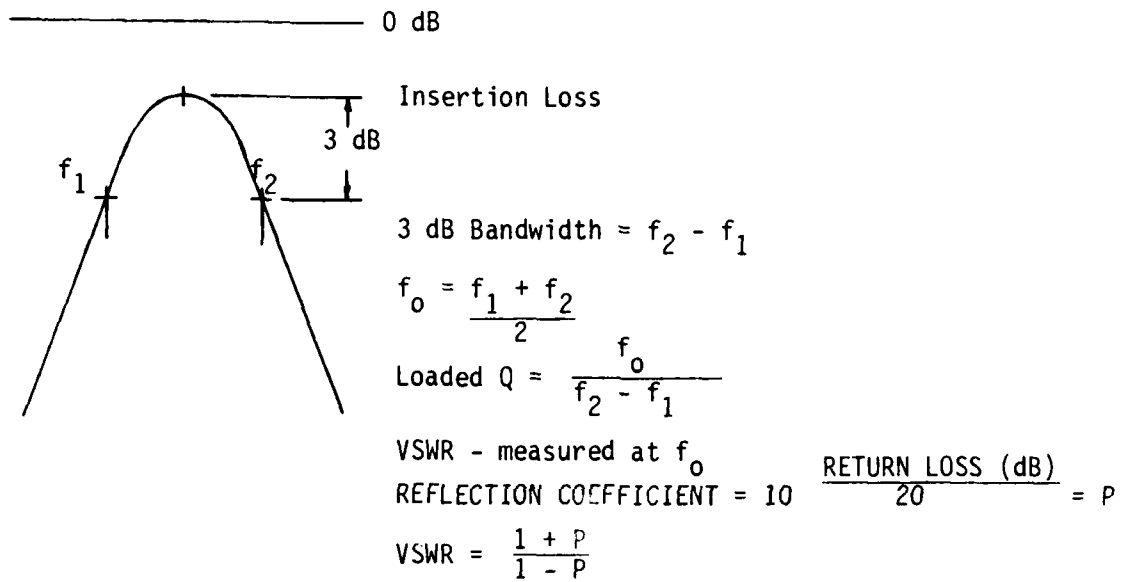 0 dB
Insertion Loss
3 dB
f1
f2
3 dB Bandwidth = f2 - f1
fo = f1 + f2
2
Loaded Q = fo
f2 - f1
VSWR - measured at fo
REFLECTION COEFFICIENT = 10 RETURN LOSS (dB)
20 = P
VSWR = 1 + P
1 - P